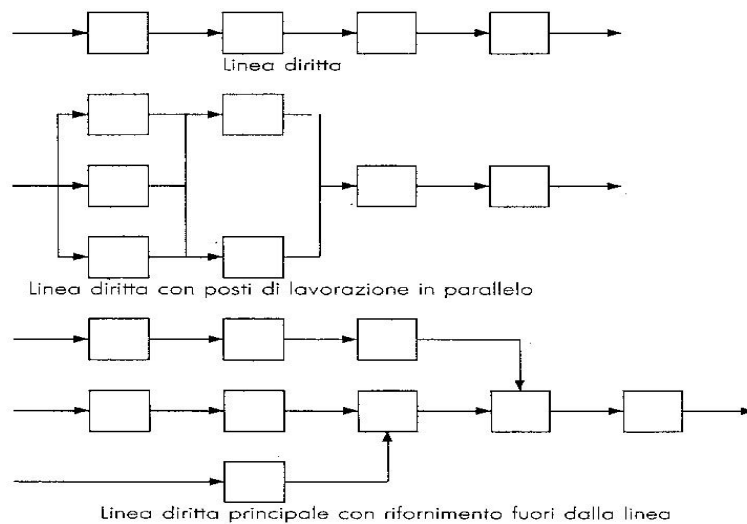 Linea diritta
Linea diritta con posti di lavorazione in parallelo
Linea diritta principale con rifornimento fuori dalla linea